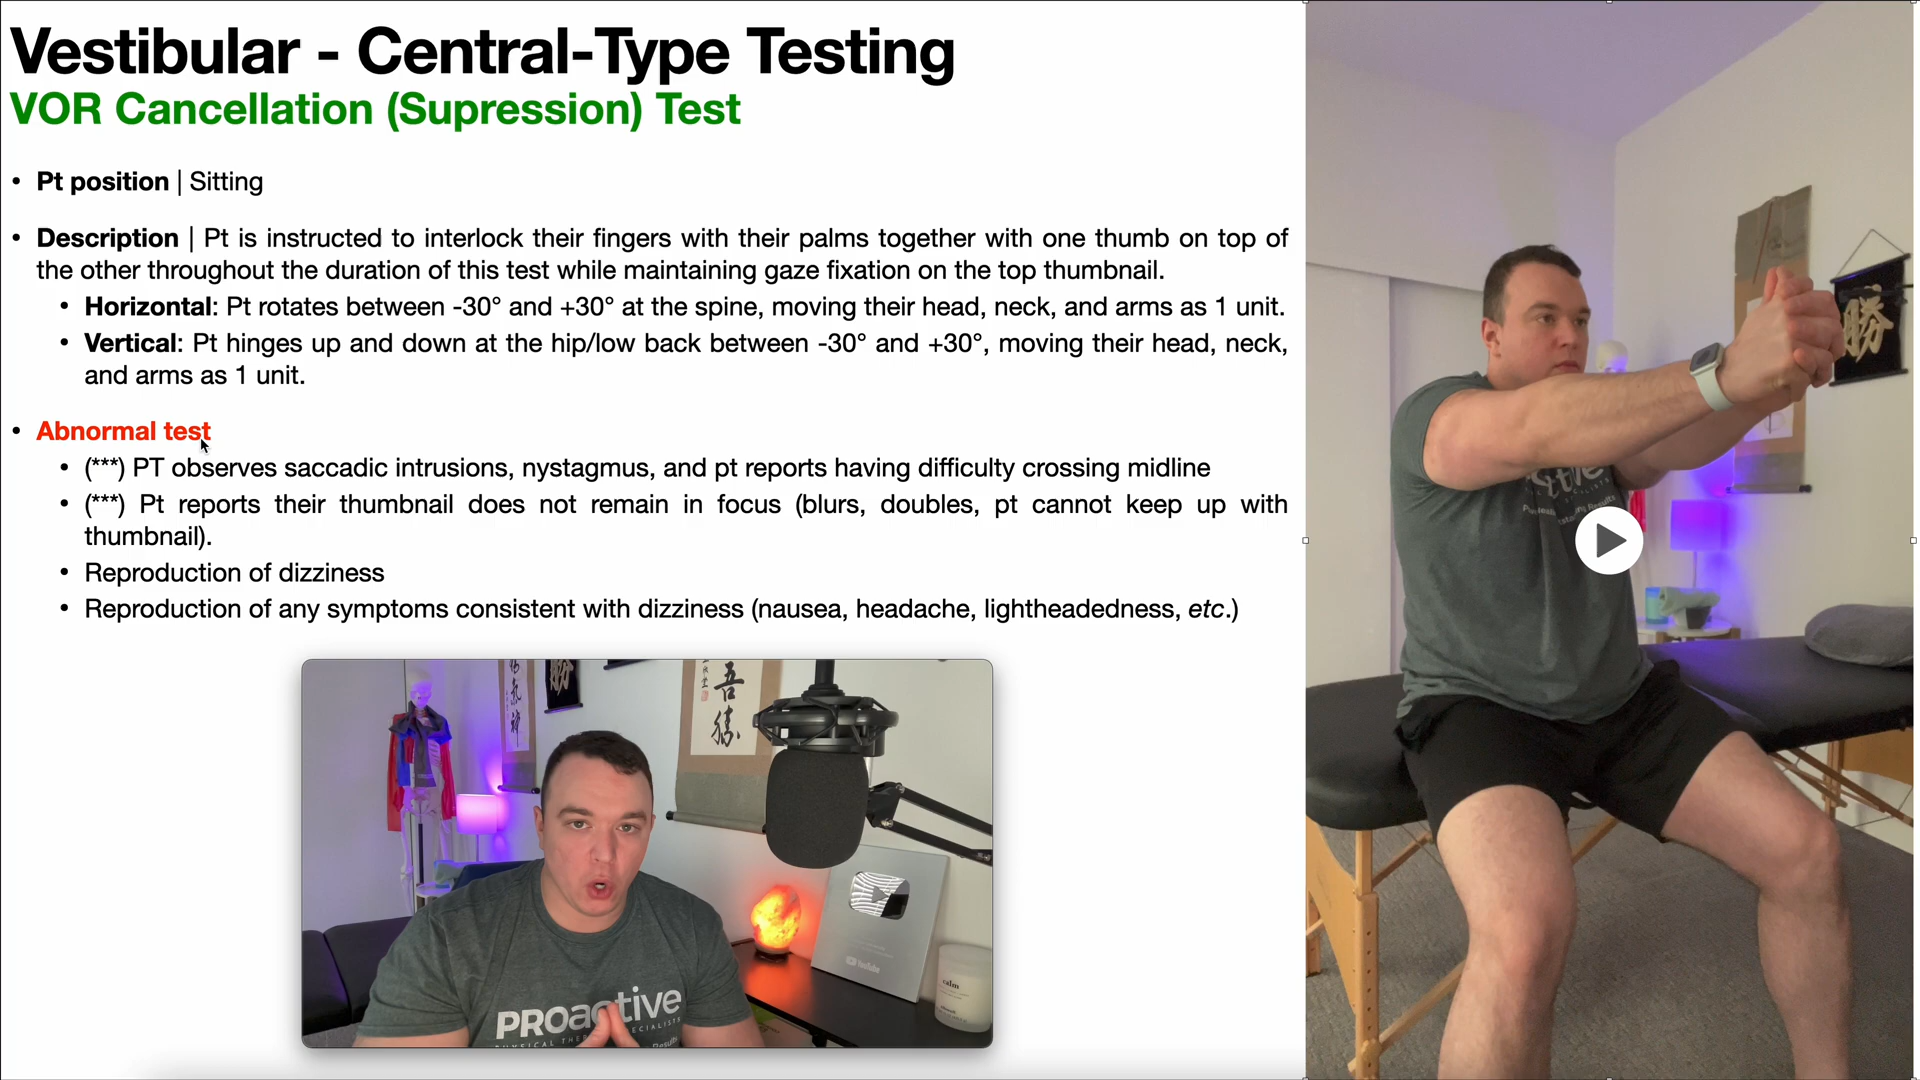 Vestibular - Central-Type Testing
VOR Cancellation (Supression) Test
• Pt position | Sitting
• Description | Pt is instructed to interlock their fingers with their palms together with one thumb on top of
the other throughout the duration of this test while maintaining gaze fixation on the top thumbnail.
• Horizontal: Pt rotates between -30° and +30° at the spine, moving their head, neck, and arms as 1 unit.
• Vertical: Pt hinges up and down at the hip/low back between -30° and +30°, moving their head, neck,
and arms as 1 unit.
• Abnormal test
• (***) PT observes saccadic intrusions, nystagmus, and pt reports having difficulty crossing midline
• (***) Pt reports their thumbnail does not remain in focus (blurs, doubles, pt cannot keep up with
thumbnail).
• Reproduction of dizziness
• Reproduction of any symptoms consistent with dizziness (nausea, headache, lightheadedness, etc.)
勝
吾
勝
YouTube
calm
PROactive